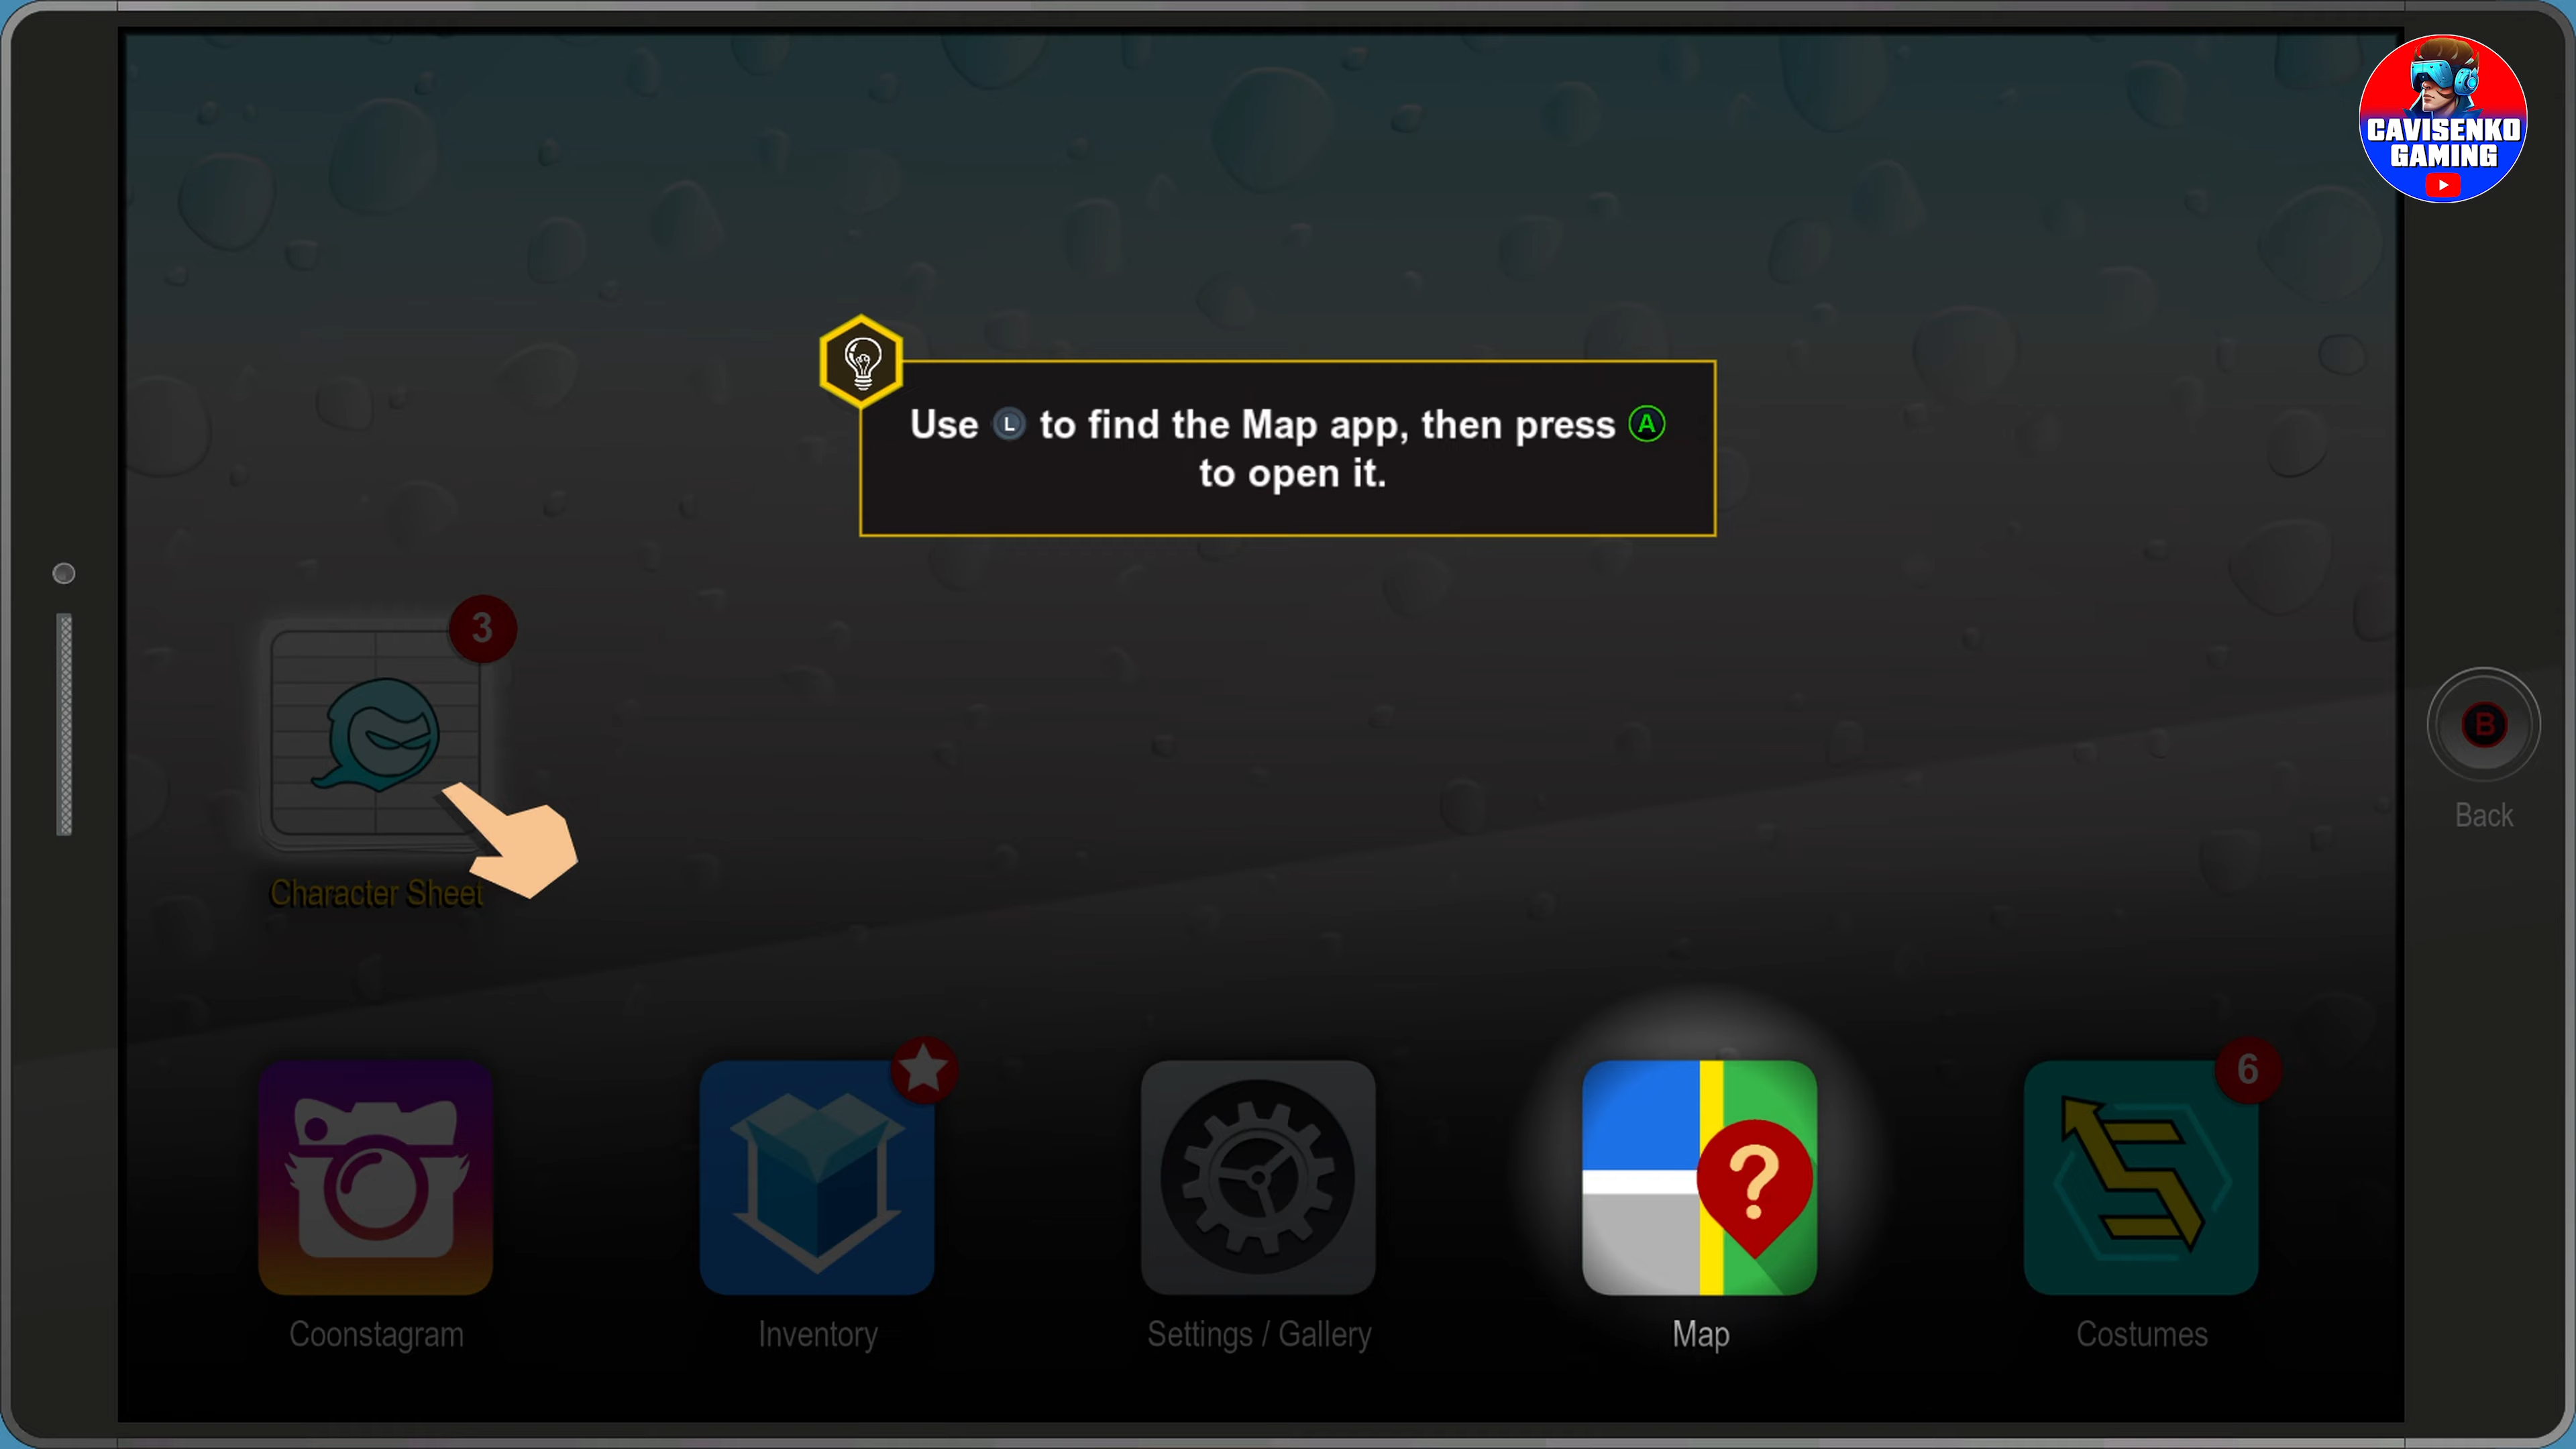 CAVISENKO
GAMING
Use L to find the Map app, then press A
to open it.
3
Character Sheet
B
Back
6
Coonstagram
Inventory
Settings / Gallery
?
Map
Costumes